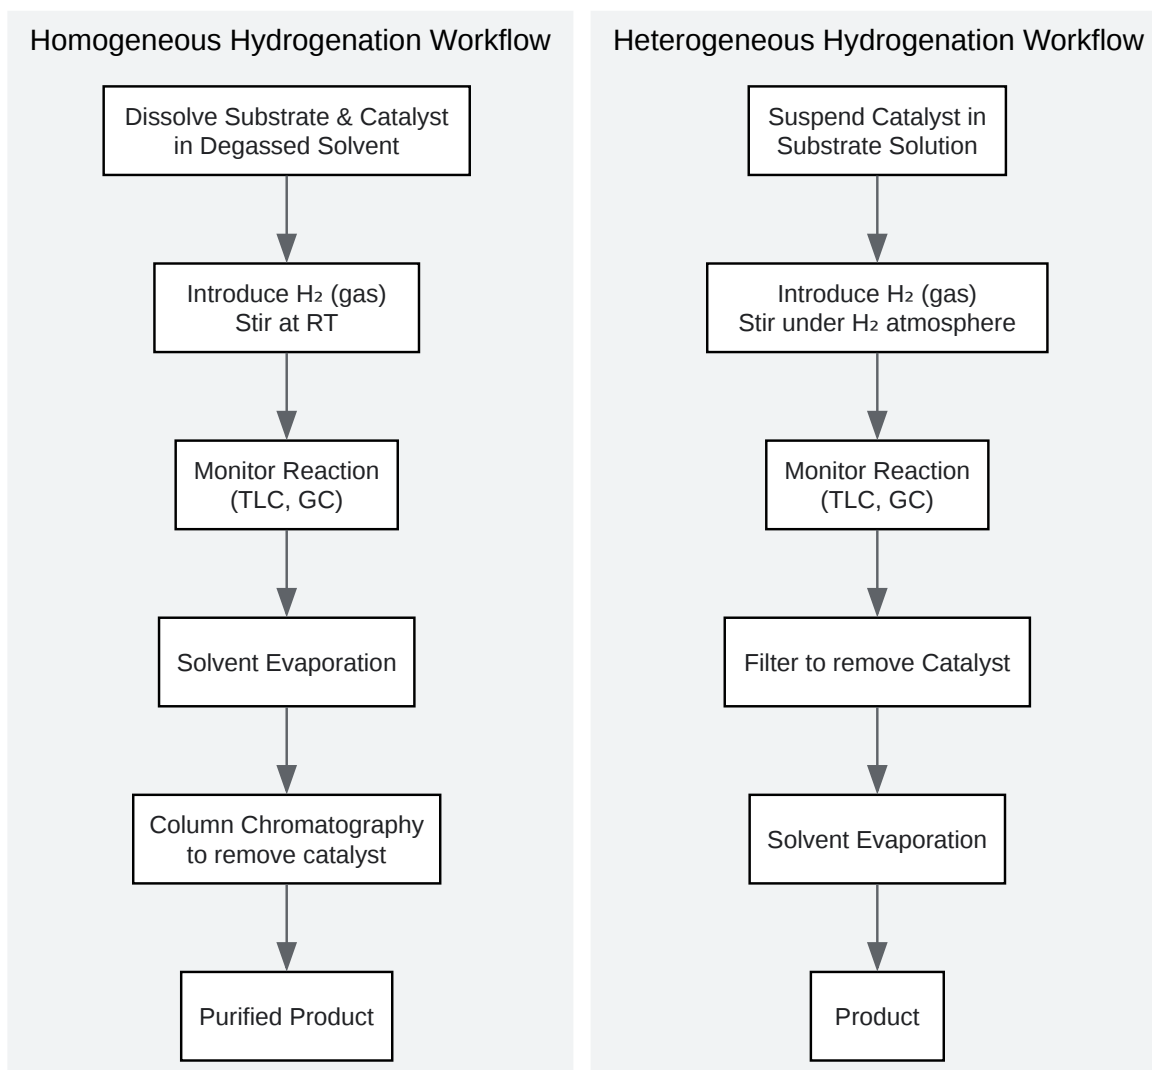 Homogeneous Hydrogenation Workflow
Dissolve Substrate & Catalyst
in Degassed Solvent
Introduce H₂ (gas)
Stir at RT
Monitor Reaction
(TLC, GC)
Solvent Evaporation
Column Chromatography
to remove catalyst
Purified Product
Heterogeneous Hydrogenation Workflow
Suspend Catalyst in
Substrate Solution
Introduce H₂ (gas)
Stir under H₂ atmosphere
Monitor Reaction
(TLC, GC)
Filter to remove Catalyst
Solvent Evaporation
Product